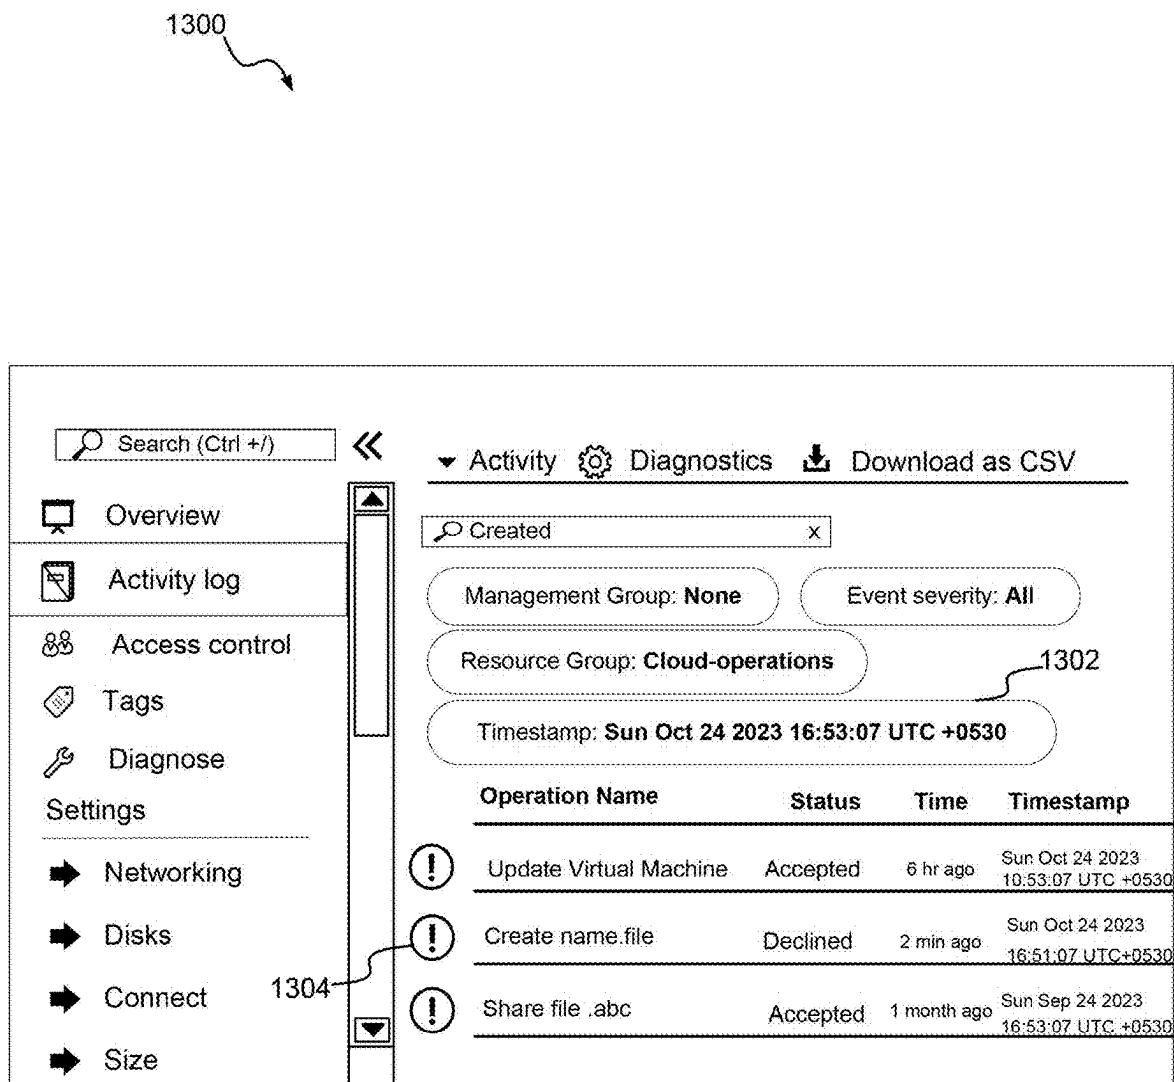 1300
Search (Ctrl +/)
Overview
Activity log
Access control
Tags
Diagnose
Settings
Networking
Disks
Connect
Size
Activity Diagnostics Download as CSV
Created x
Management Group: None Event severity: All
Resource Group: Cloud-operations
1302
Timestamp: Sun Oct 24 2023 16:53:07 UTC +0530
Operation Name Status Time Timestamp
Update Virtual Machine Accepted 6 hr ago Sun Oct 24 2023
10:53:07 UTC +0530
Create name.file Declined 2 min ago Sun Oct 24 2023
16:51:07 UTC+0530
1304
Share file .abc Accepted 1 month ago Sun Sep 24 2023
16:53:07 UTC +0530